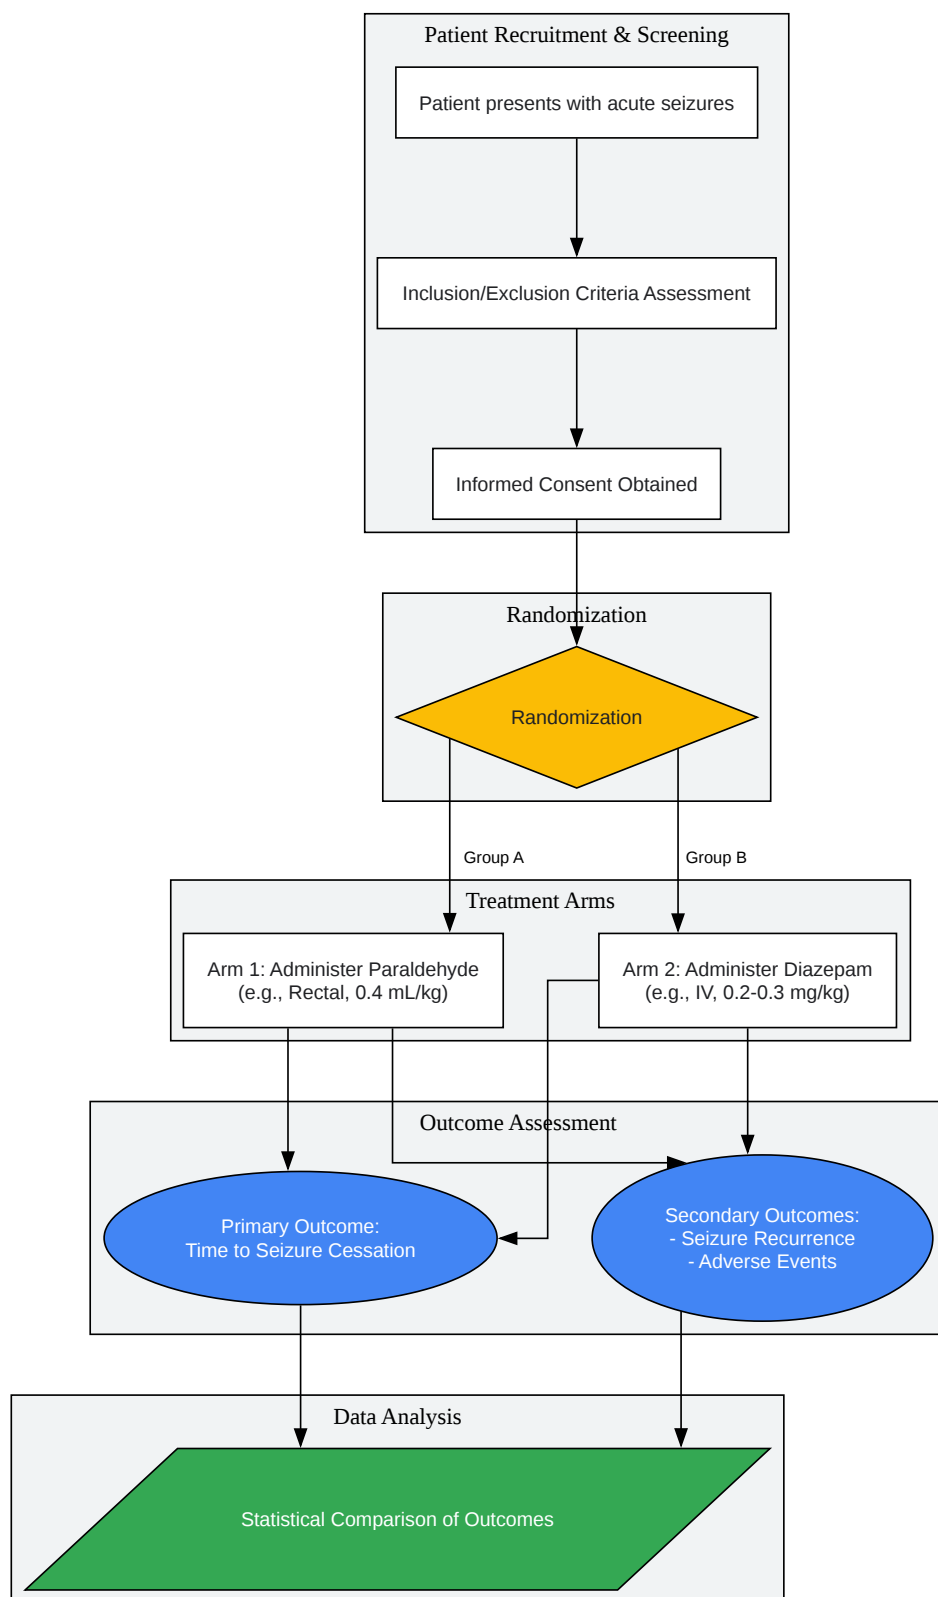 Patient Recruitment & Screening
Patient presents with acute seizures
Inclusion/Exclusion Criteria Assessment
Informed Consent Obtained
Randomization
Randomization
Group A
Group B
Treatment Arms
Arm 1: Administer Paraldehyde
(e.g., Rectal, 0.4 mL/kg)
Arm 2: Administer Diazepam
(e.g., IV, 0.2-0.3 mg/kg)
Outcome Assessment
Primary Outcome:
Time to Seizure Cessation
Secondary Outcomes:
- Seizure Recurrence
- Adverse Events
Data Analysis
Statistical Comparison of Outcomes